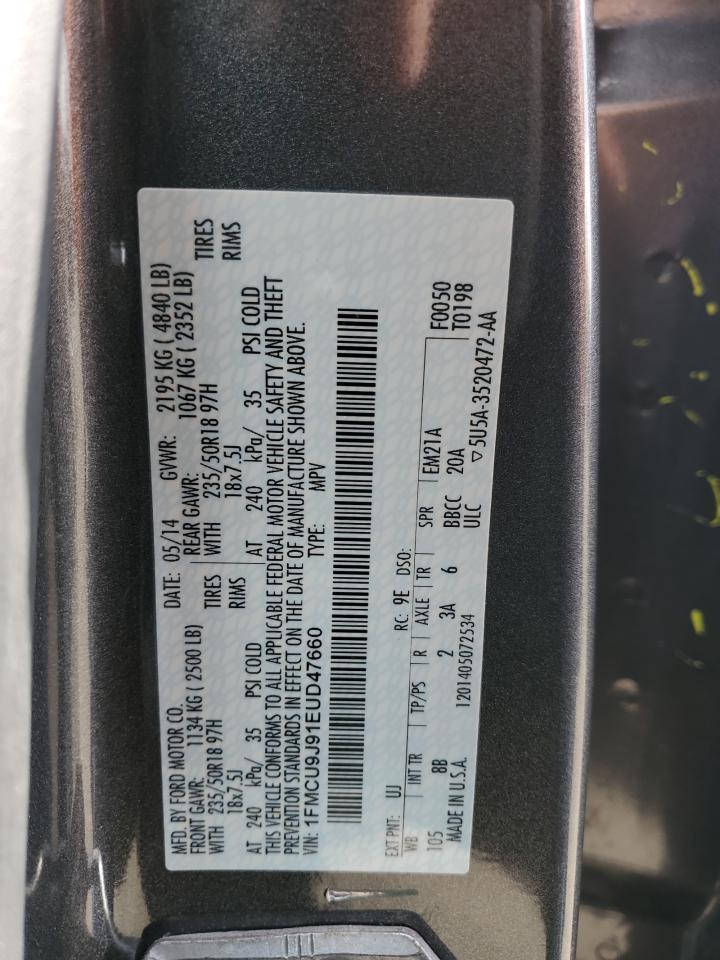 MFD. BY FORD MOTOR CO. DATE: 05/14 GVWR: 2195 KG ( 4840 LB)
FRONT GAWR: 1134 KG ( 2500 LB) REAR GAWR: 1067 KG ( 2352 LB)
WITH 235/50R18 97H TIRES WITH 235/50R18 97H TIRES
18x7.5J RIMS 18x7.5J RIMS
AT 240 kPa/ 35 PSI COLD AT 240 kPa/ 35 PSI COLD
THIS VEHICLE CONFORMS TO ALL APPLICABLE FEDERAL MOTOR VEHICLE SAFETY AND THEFT
PREVENTION STANDARDS IN EFFECT ON THE DATE OF MANUFACTURE SHOWN ABOVE.
VIN: 1FMCU9J91EUD47660 TYPE: MPV
EXT PNT: UJ RC: 9E DSO: F0050
WB INT TR TP/PS R AXLE TR SPR EM21A T0198
105 8B 2 3A 6 BBCC 20A
MADE IN U.S.A. 1201405072534 ULC ▽5U5A-3520472-AA